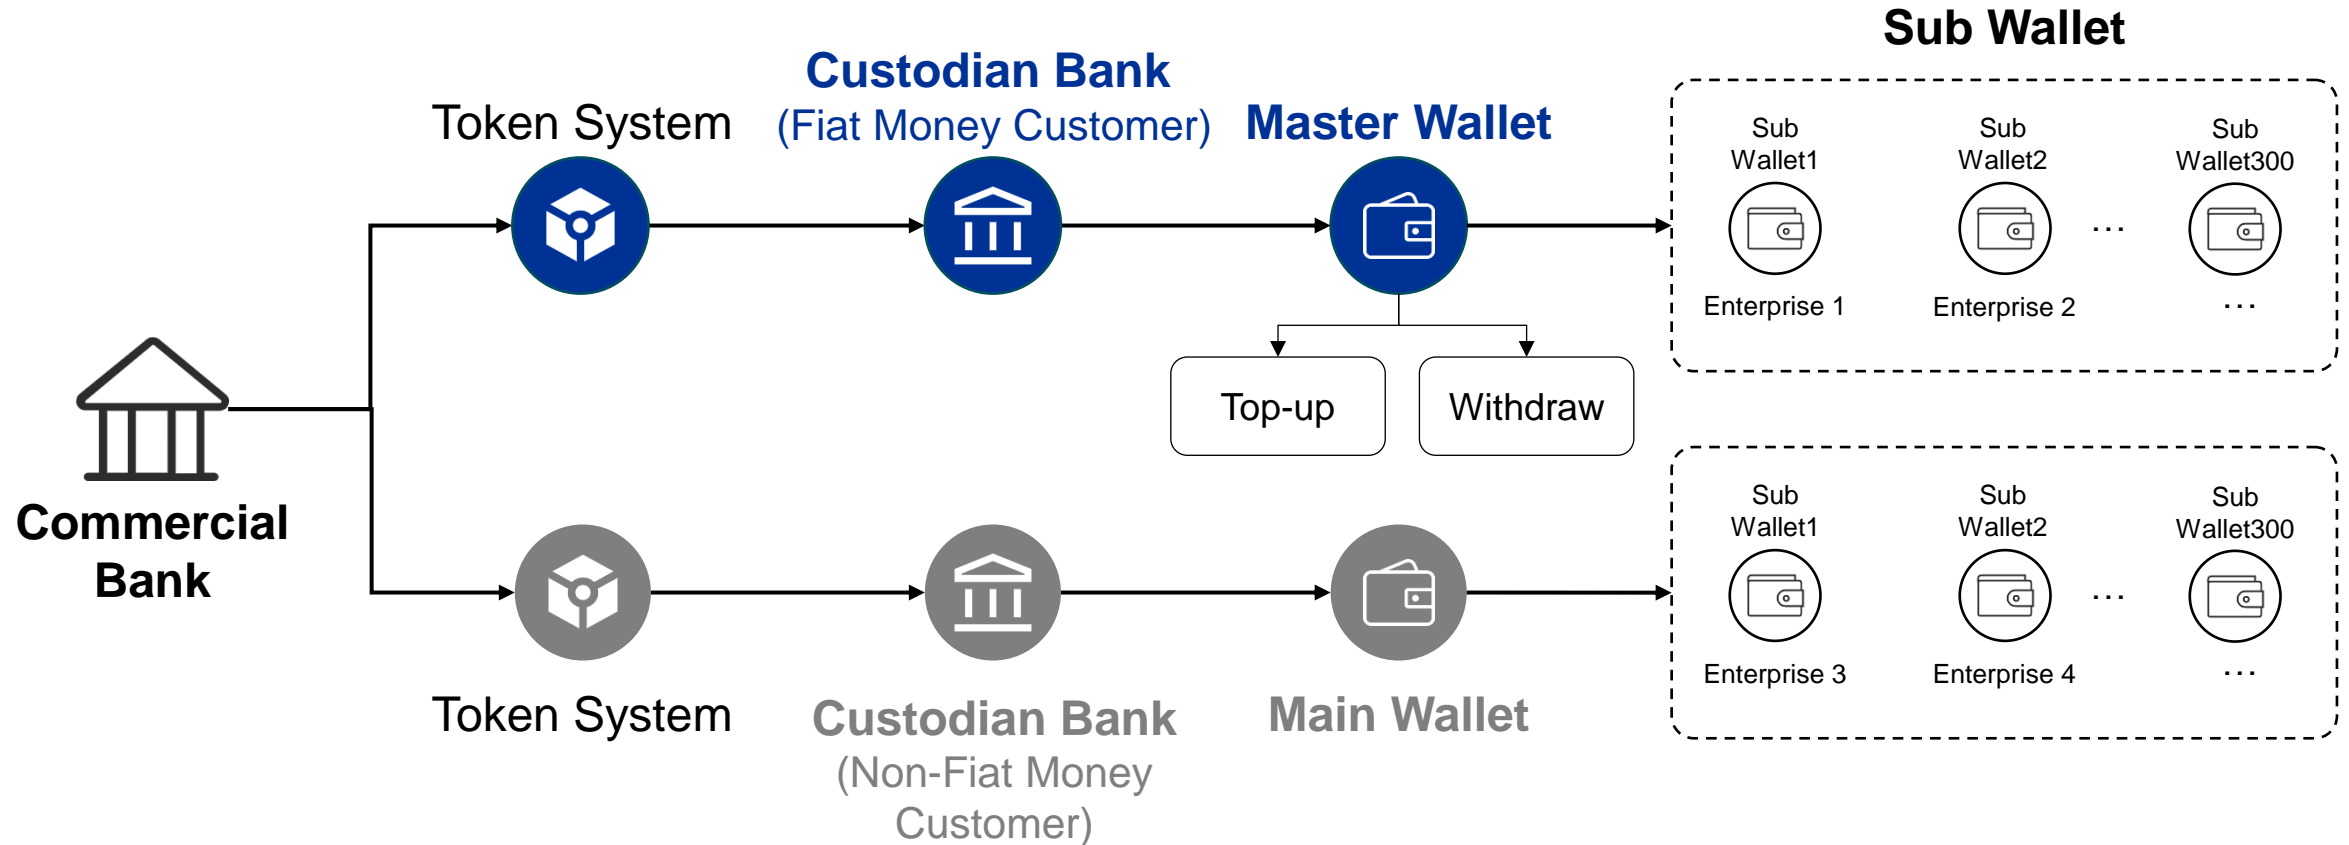 Sub Wallet
Custodian Bank
(Fiat Money Customer)
Token System
Master Wallet
Sub
Wallet1
Sub
Wallet2
Sub
Wallet300
...
Enterprise 1
Enterprise 2
...
Top-up
Withdraw
Commercial
Bank
Token System
Custodian Bank
(Non-Fiat Money
Customer)
Main Wallet
Sub
Wallet1
Sub
Wallet2
Sub
Wallet300
...
Enterprise 3
Enterprise 4
...